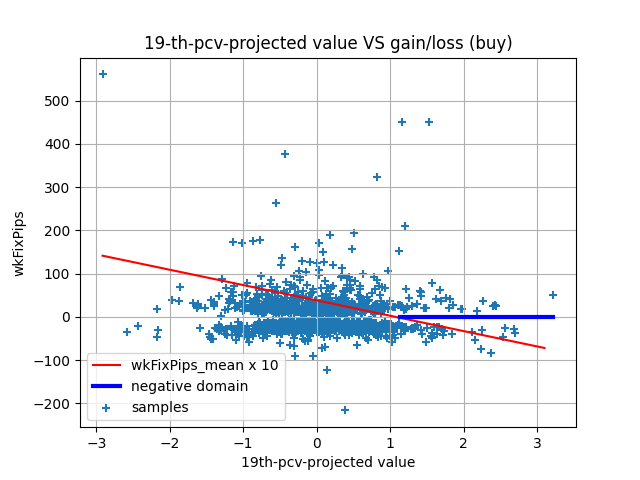 19-th-pcv-projected value VS gain/loss (buy)
wkFixPips
500
400
300
200
100
0
−100
−200
−3
−2
−1
0
1
2
3
19th-pcv-projected value
wkFixPips_mean x 10
negative domain
samples